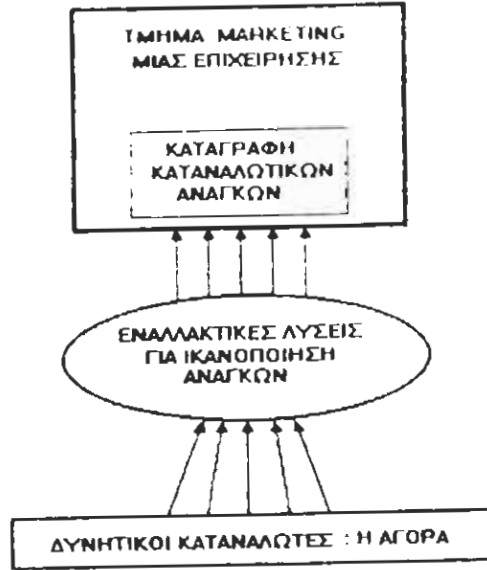 ΤΜΗΜΑ MARKETING
ΜΙΑΣ ΕΠΙΧΕΙΡΗΣΗΣ
ΚΑΤΑΓΡΑΦΗ
ΚΑΤΑΝΑΛΩΤΙΚΩΝ
ΑΝΑΓΚΩΝ
ΕΝΑΛΛΑΚΤΙΚΕΣ ΛΥΣΕΙΣ
ΓΙΑ ΙΚΑΝΟΠΟΙΗΣΗ
ΑΝΑΓΚΩΝ
ΔΥΝΗΤΙΚΟΙ ΚΑΤΑΝΑΛΩΤΕΣ : Η ΑΓΟΡΑ